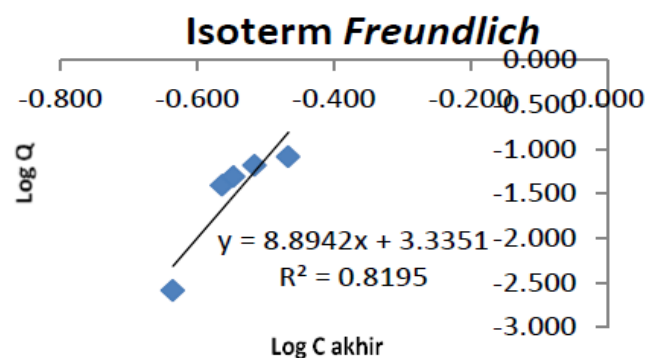 Isoterm Freundlich
-0.800 -0.600 -0.400 -0.200 0.000
0.000
-0.500
-1.000
-1.500
-2.000
-2.500
-3.000
Log Q
y = 8.8942x + 3.3351
R² = 0.8195
Log C akhir